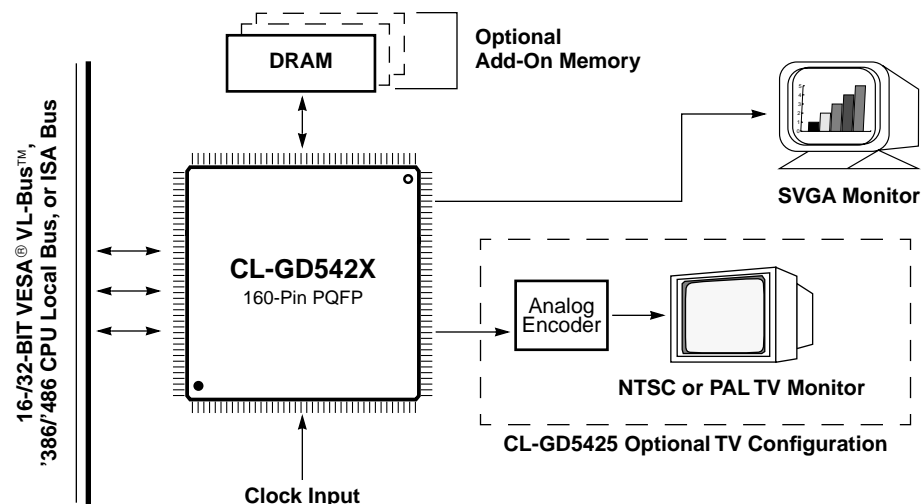 DRAM
Optional
Add-On Memory
16-/32-BIT VESA® VL-Bus™,
'386/'486 CPU Local Bus, or ISA Bus
SVGA Monitor
CL-GD542X
160-Pin PQFP
Analog
Encoder
NTSC or PAL TV Monitor
CL-GD5425 Optional TV Configuration
Clock Input